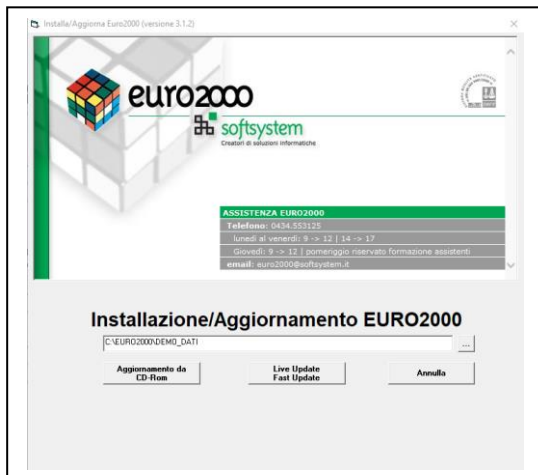 Installa/Aggiorna Euro2000 (versione 3.1.2)
euro2000
softsystem
Creatori di soluzioni informatiche
ASSISTENZA EURO2000
Telefono: 0434.553125
lunedì al venerdì: 9 -> 12 | 14 -> 17
Giovedì: 9 -> 12 | pomeriggio riservato formazione assistenti
email: euro2000@softsystem.it
Installazione/Aggiornamento EURO2000
C:\EURO2000\DEMO_DATI
...
Aggiornamento da
CD-Rom
Live Update
Fast Update
Annulla